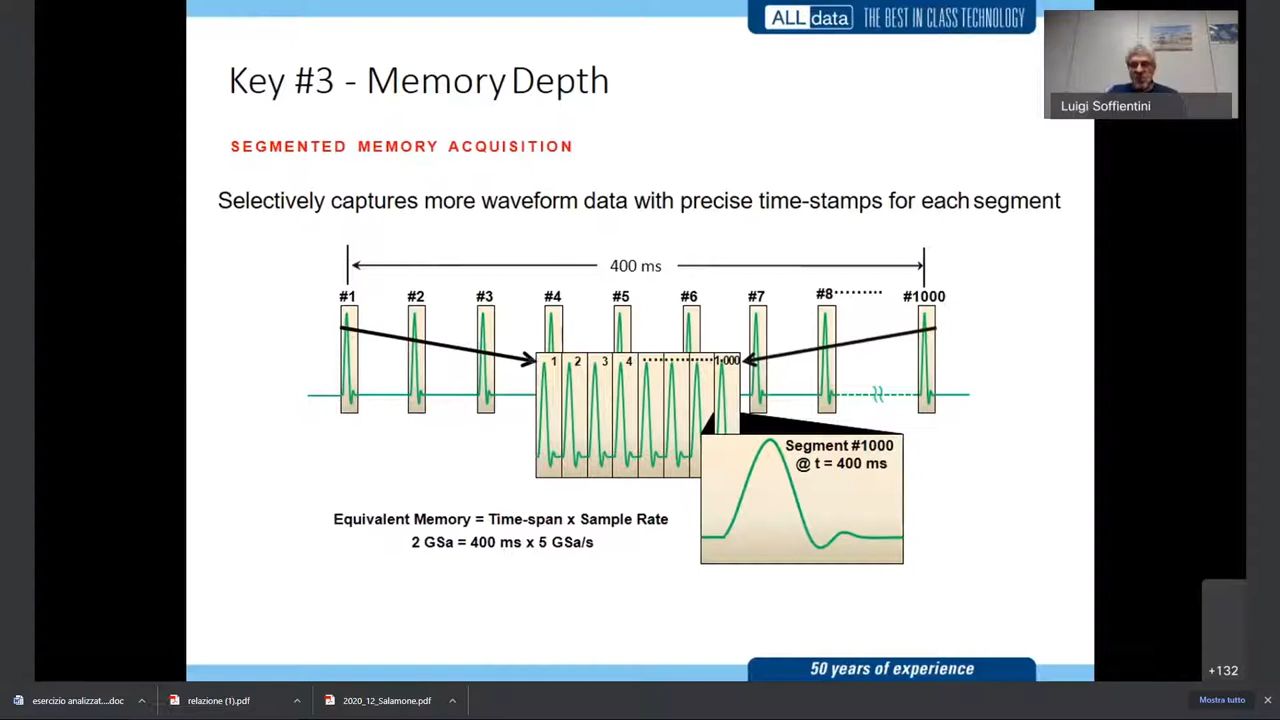 ALL data THE BEST IN CLASS TECHNOLOGY
Luigi Soffientini
Key #3 - Memory Depth
SEGMENTED MEMORY ACQUISITION
Selectively captures more waveform data with precise time-stamps for each segment
400 ms
#1 #2 #3 #4 #5 #6 #7 #8 #1000
1 2 3 4 1000
Segment #1000
@ t = 400 ms
Equivalent Memory = Time-span x Sample Rate
2 GSa = 400 ms x 5 GSa/s
50 years of experience
+132
esercizio analizzat....doc relazione (1).pdf 2020_12_Salamone.pdf Mostra tutto